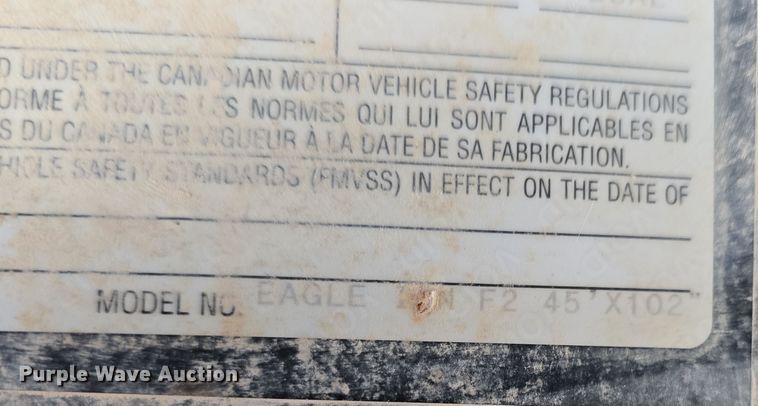 D UNDER THE CANADIAN MOTOR VEHICLE SAFETY REGULATIONS
ORME À TOUTES LES NORMES QUI LUI SONT APPLICABLES EN
S DU CANADA EN VIGUEUR À LA DATE DE SA FABRICATION.
HICLE SAFETY STANDARDS (FMVSS) IN EFFECT ON THE DATE OF
MODEL NO. EAGLE F2 45'X102"
Purple Wave Auction